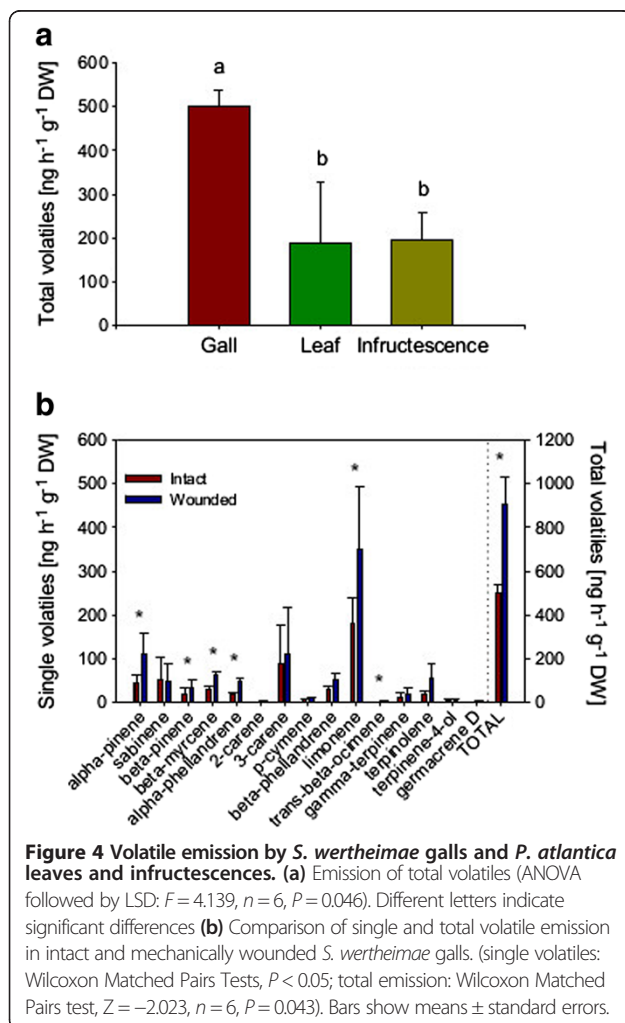 a
Total volatiles [ng h-1 g-1 DW]
600
500
400
300
200
100
0
a
b
b
Gall
Leaf
Infructescence
b
Single volatiles [ng h-1 g-1 DW]
600
500
400
300
200
100
0
Intact
Wounded
*
*
*
*
*
*
*
1200
1000
800
600
400
200
0
Total volatiles
[ng h-1 g-1 DW]
alpha-pinene
sabinene
beta-pinene
beta-myrcene
alpha-phellandrene
2-carene
3-carene
p-cymene
beta-phellandrene
limonene
trans-beta-ocimene
gamma-terpinene
terpinolene
terpinene-4-ol
germacrene D
TOTAL
Figure 4 Volatile emission by S. wertheimae galls and P. atlantica
leaves and infructescences. (a) Emission of total volatiles (ANOVA
followed by LSD: F = 4.139, n = 6, P = 0.046). Different letters indicate
significant differences (b) Comparison of single and total volatile emission
in intact and mechanically wounded S. wertheimae galls. (single volatiles:
Wilcoxon Matched Pairs Tests, P < 0.05; total emission: Wilcoxon Matched
Pairs test, Z = −2.023, n = 6, P = 0.043). Bars show means ± standard errors.